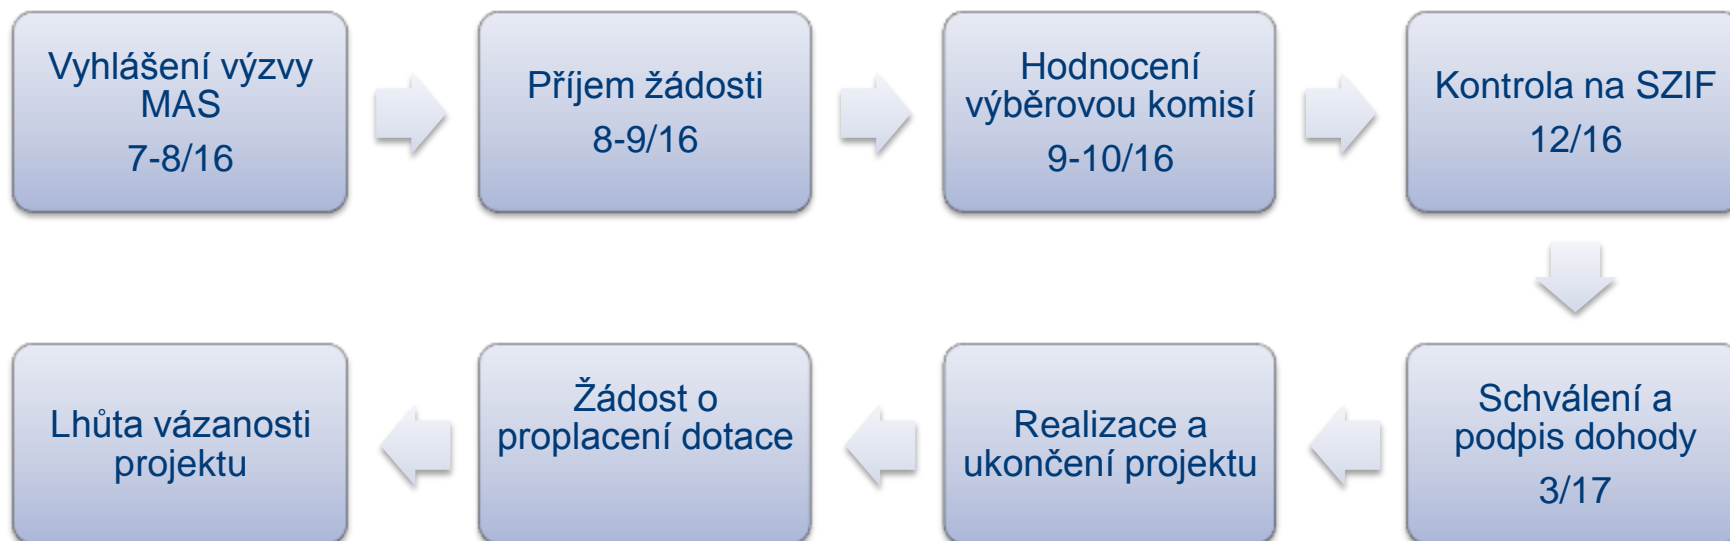 Vyhlášení výzvy
MAS
7-8/16
Příjem žádosti
8-9/16
Hodnocení
výběrovou komisí
9-10/16
Kontrola na SZIF
12/16
Schválení a
podpis dohody
3/17
Realizace a
ukončení projektu
Žádost o
proplacení dotace
Lhůta vázanosti
projektu